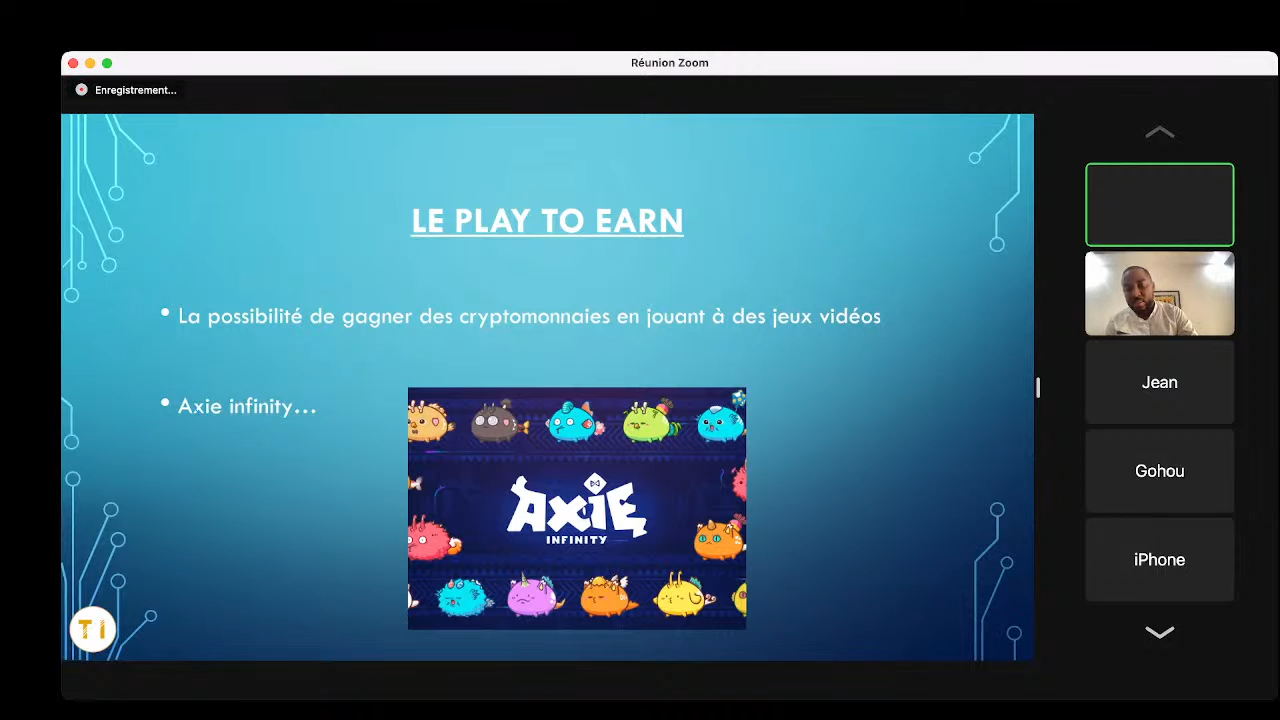 Réunion Zoom
Enregistrement...
LE PLAY TO EARN
• La possibilité de gagner des cryptomonnaies en jouant à des jeux vidéos
• Axie infinity...
AXIE
INFINITY
TI
Jean
Gohou
iPhone